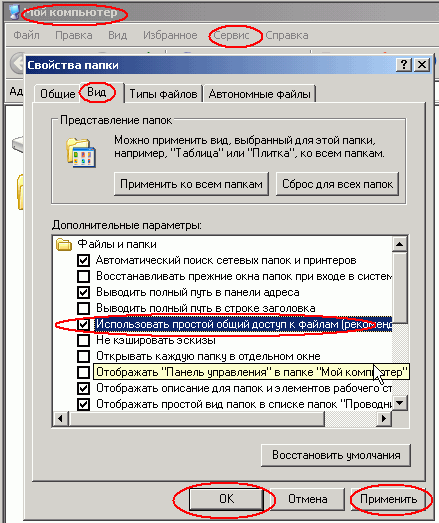 Мой компьютер
Файл Правка Вид Избранное Сервис Справка
Ад
Свойства папки
Общие Вид Типы файлов Автономные файлы
Представление папок
Можно применить вид, выбранный для этой папки,
например, "Таблица" или "Плитка", ко всем папкам.
Применить ко всем папкам Сброс для всех папок
Дополнительные параметры:
Файлы и папки
Автоматический поиск сетевых папок и принтеров
Восстанавливать прежние окна папок при входе в систем
Выводить полный путь в панели адреса
Выводить полный путь в строке заголовка
Использовать простой общий доступ к файлам (рекоменд
Не кэшировать эскизы
Открывать каждую папку в отдельном окне
Отображать "Панель управления" в папке "Мой компьютер"
Отображать описание для папок и элементов рабочего ст
Отображать простой вид папок в списке папок "Проводни
Восстановить умолчания
OK Отмена Применить